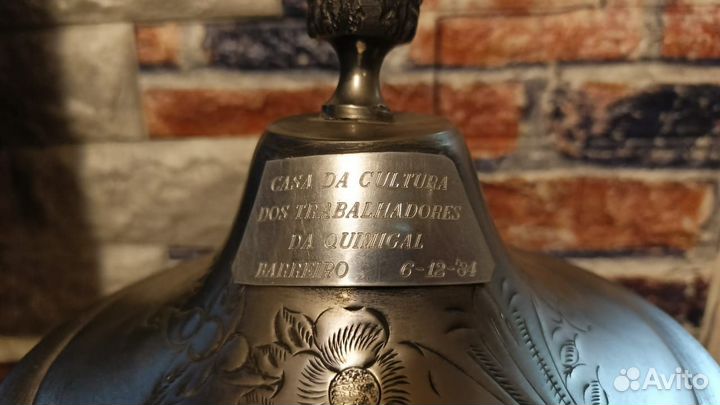 CASA DA CULTURA
DOS TRABALHADORES
DA QUIMIGAL
BARREIRO 6-12-'84
Avito